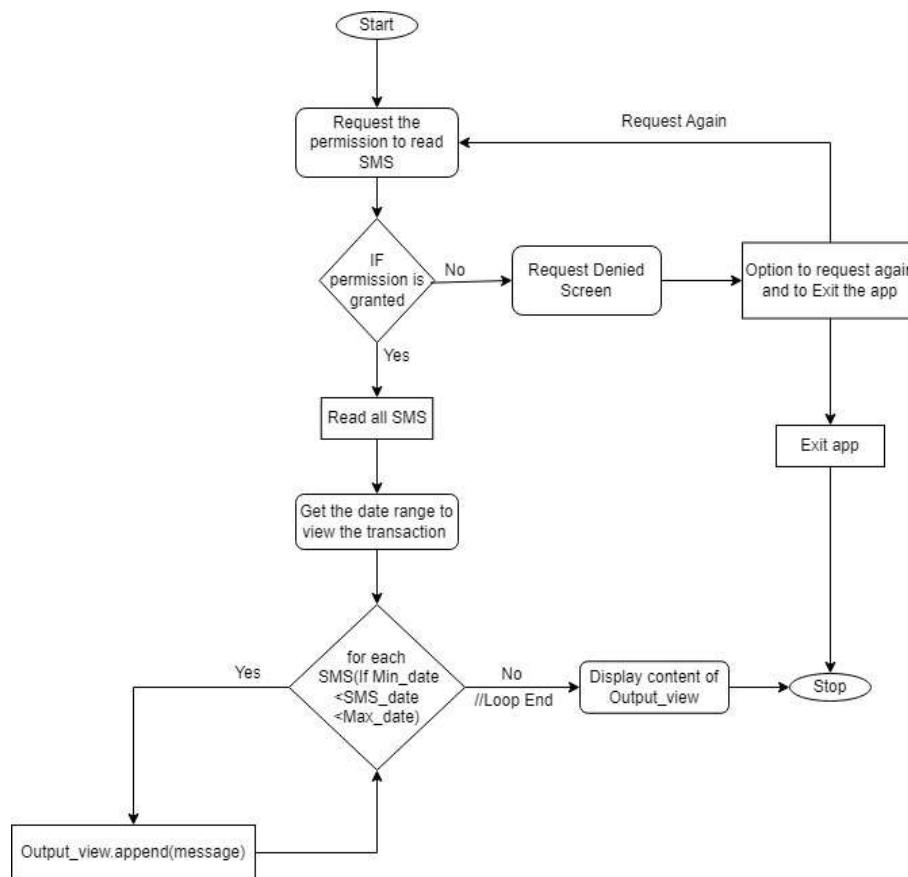 Start
Request the
permission to read
SMS
Request Again
IF
permission is
granted
No
Request Denied
Screen
Option to request again
and to Exit the app
Yes
Read all SMS
Exit app
Get the date range to
view the transaction
Yes
for each
SMS(If Min_date
<SMS_date
<Max_date)
No
//Loop End
Display content of
Output_view
Stop
Output_view.append(message)